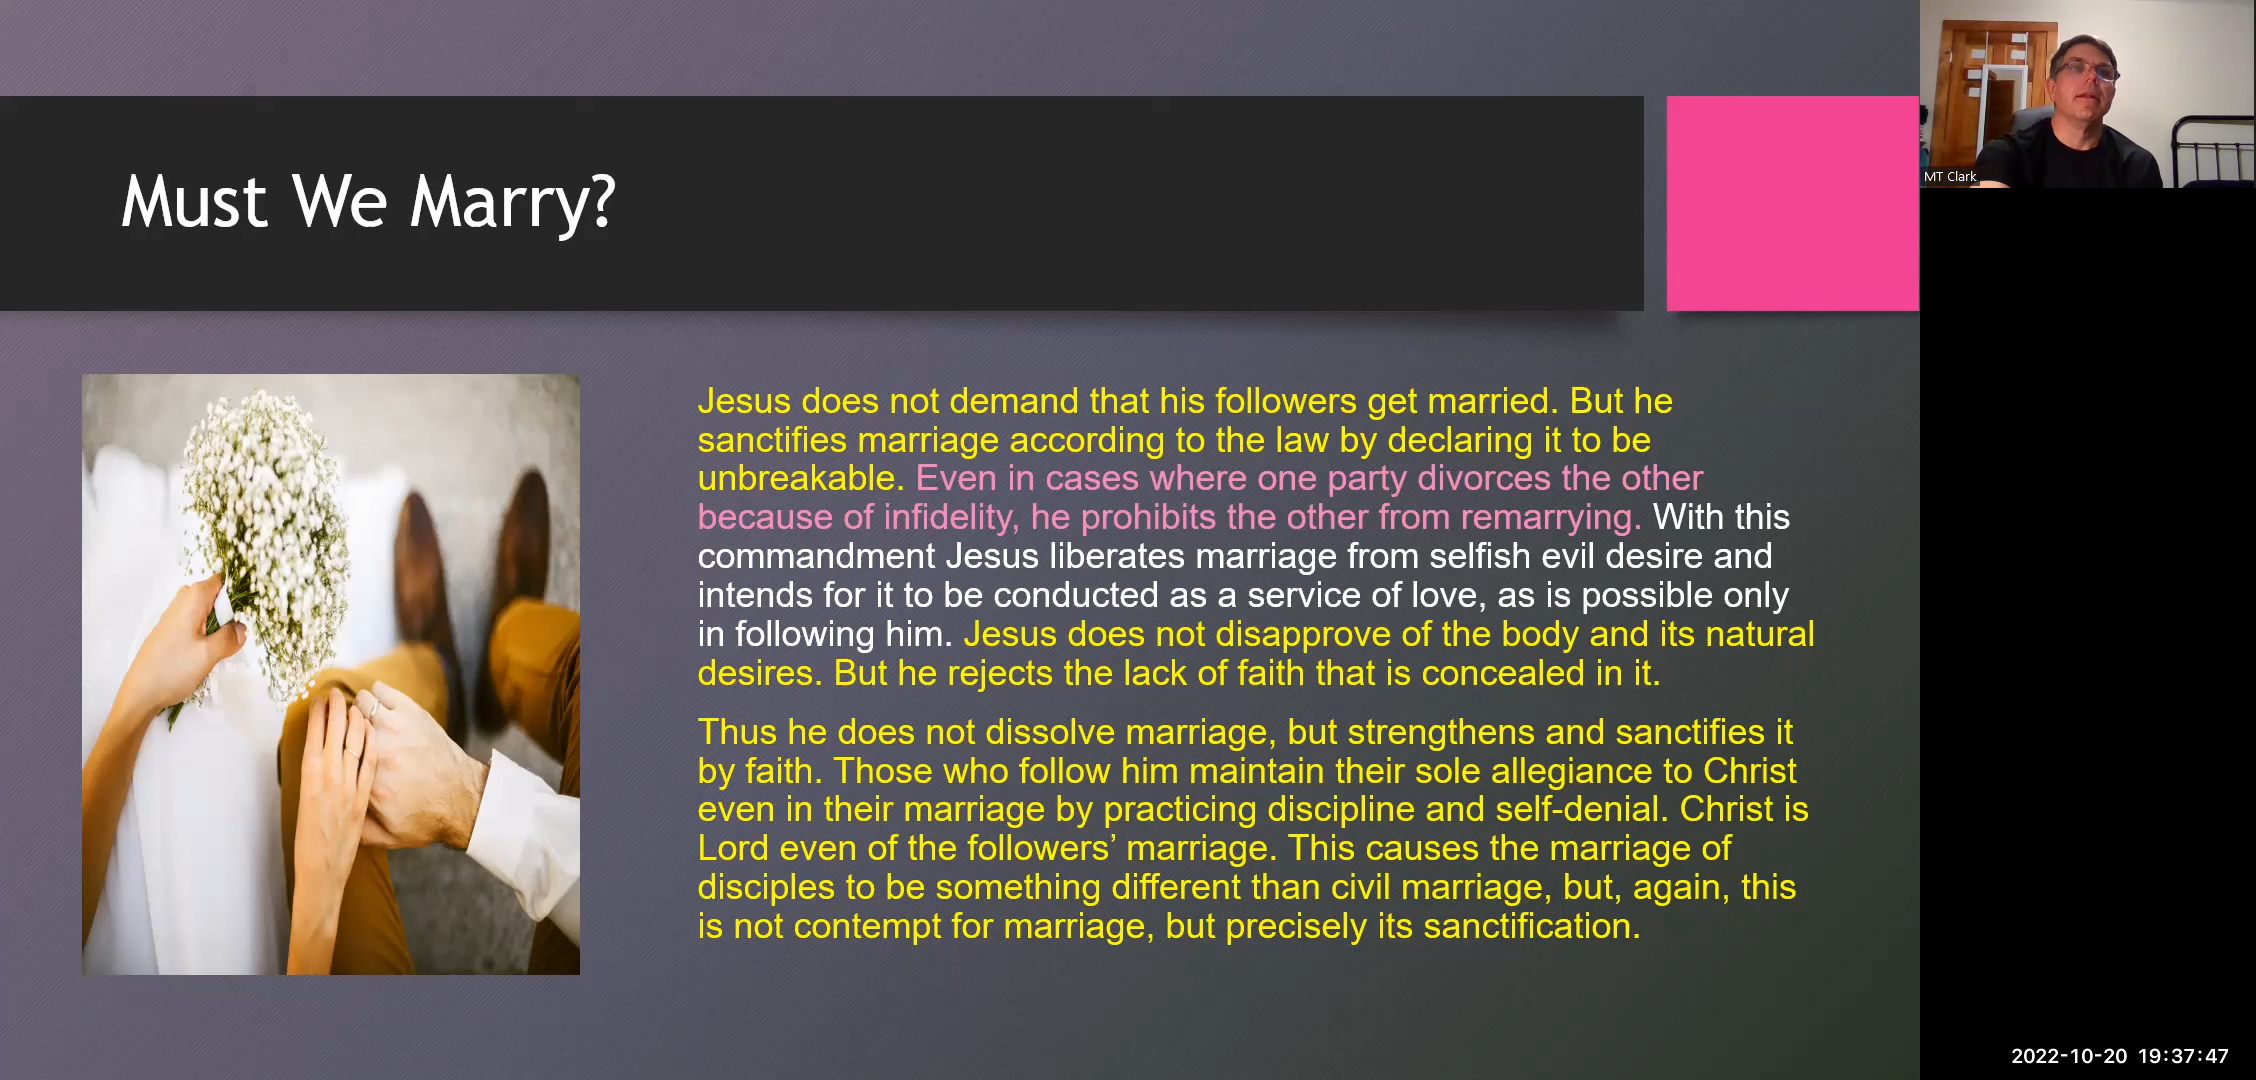 Must We Marry?
Jesus does not demand that his followers get married. But he
sanctifies marriage according to the law by declaring it to be
unbreakable. Even in cases where one party divorces the other
because of infidelity, he prohibits the other from remarrying. With this
commandment Jesus liberates marriage from selfish evil desire and
intends for it to be conducted as a service of love, as is possible only
in following him. Jesus does not disapprove of the body and its natural
desires. But he rejects the lack of faith that is concealed in it.
Thus he does not dissolve marriage, but strengthens and sanctifies it
by faith. Those who follow him maintain their sole allegiance to Christ
even in their marriage by practicing discipline and self-denial. Christ is
Lord even of the followers’ marriage. This causes the marriage of
disciples to be something different than civil marriage, but, again, this
is not contempt for marriage, but precisely its sanctification.
MT Clark
2022-10-20 19:37:47